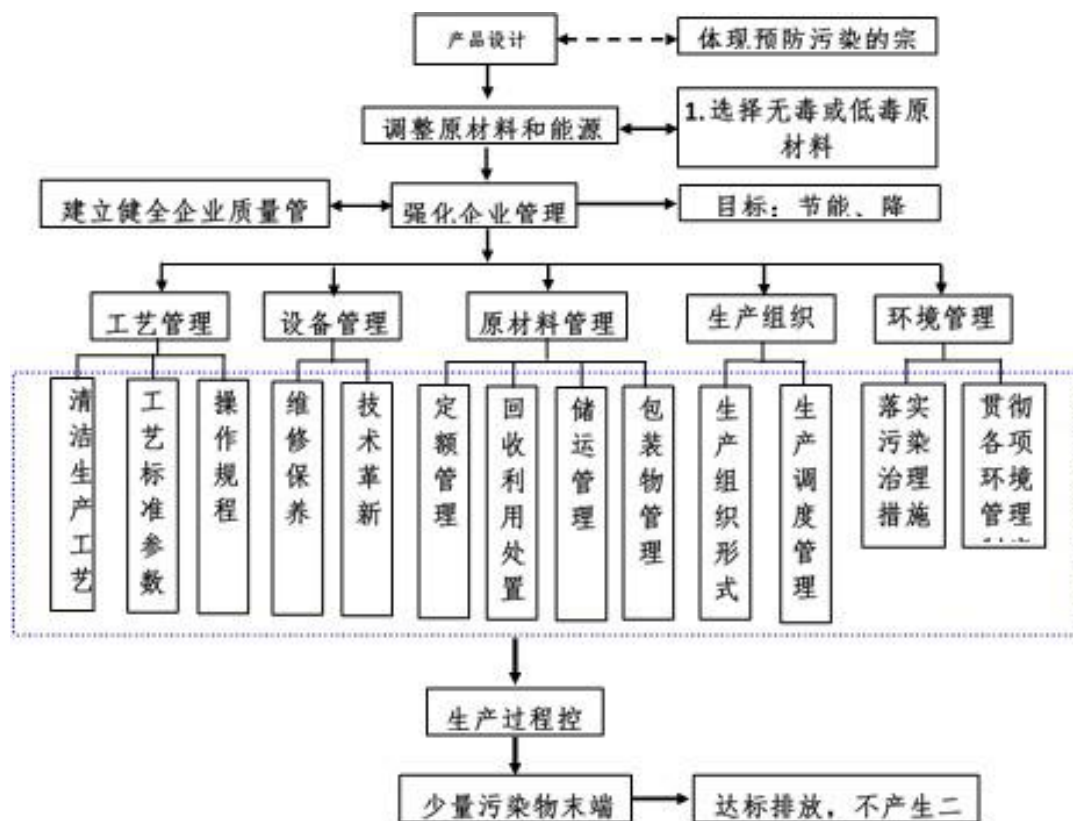 产品设计
体现预防污染的宗
调整原材料和能源
1.选择无毒或低毒原
材料
建立健全企业质量管
强化企业管理
目标：节能、降
工艺管理
设备管理
原材料管理
生产组织
环境管理
清洁生产工艺
工艺标准参数
操作规程
维修保养
技术革新
定额管理
回收利用处置
储运管理
包装物管理
生产组织形式
生产调度管理
落实
污染
治理
措施
贯彻
各项
环境
管理
生产过程控
少量污染物末端
达标排放，不产生二